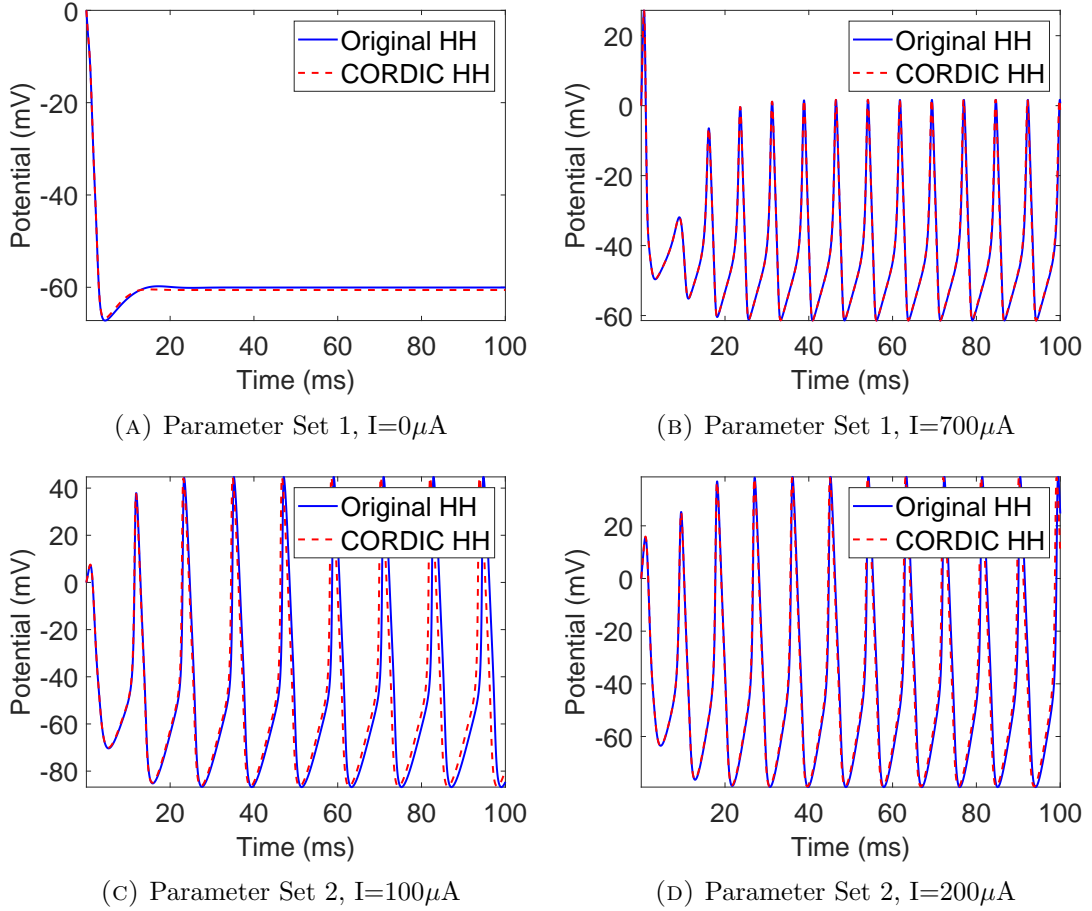 0
-20
-40
-60
Potential (mV)
Original HH
CORDIC HH
20 40 60 80 100
Time (ms)
(A) Parameter Set 1, I=0μA
20
0
-20
-40
-60
Potential (mV)
Original HH
CORDIC HH
20 40 60 80 100
Time (ms)
(B) Parameter Set 1, I=700μA
40
20
0
-20
-40
-60
-80
Potential (mV)
Original HH
CORDIC HH
20 40 60 80 100
Time (ms)
(C) Parameter Set 2, I=100μA
20
0
-20
-40
-60
Potential (mV)
Original HH
CORDIC HH
20 40 60 80 100
Time (ms)
(D) Parameter Set 2, I=200μA